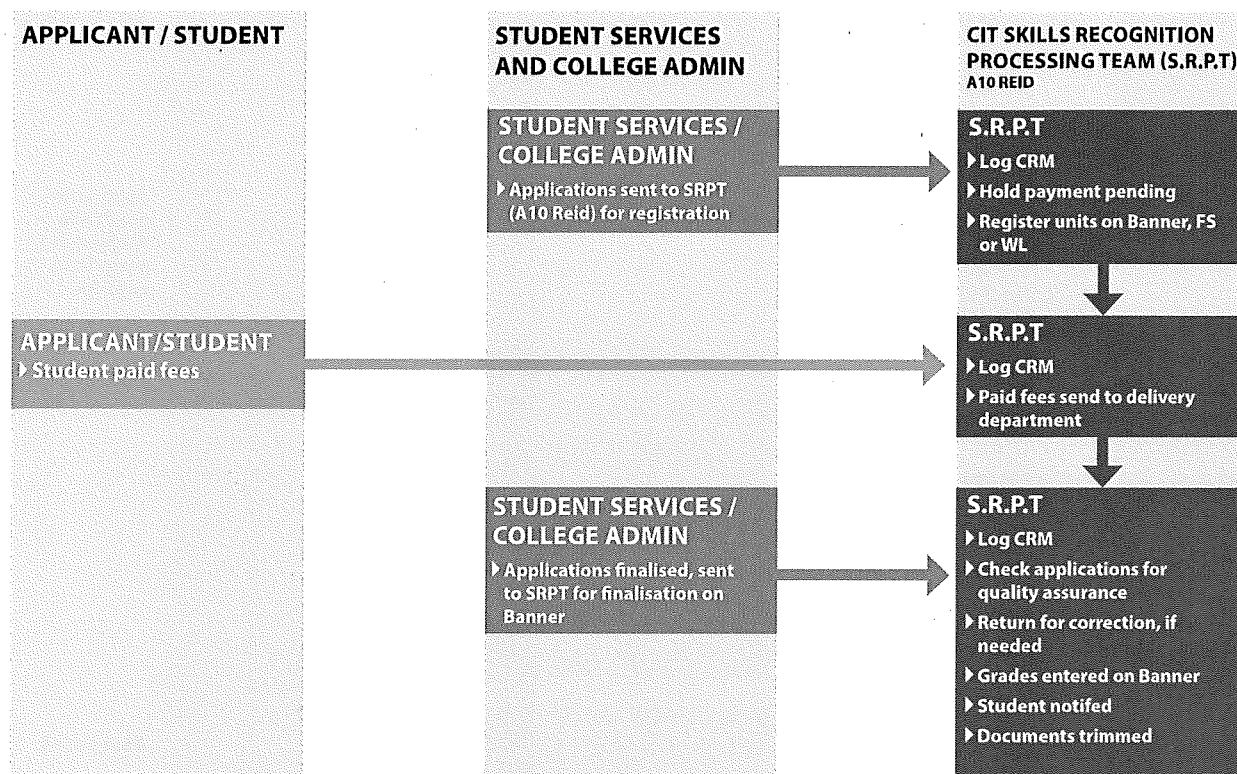 APPLICANT / STUDENT
STUDENT SERVICES
AND COLLEGE ADMIN
CIT SKILLS RECOGNITION
PROCESSING TEAM (S.R.P.T)
A10 REID
STUDENT SERVICES /
COLLEGE ADMIN
Applications sent to SRPT
(A10 Reid) for registration
S.R.P.T
Log CRM
Hold payment pending
Register units on Banner, FS
or WL
APPLICANT/STUDENT
Student paid fees
S.R.P.T
Log CRM
Paid fees send to delivery
department
STUDENT SERVICES /
COLLEGE ADMIN
Applications finalised, sent
to SRPT for finalisation on
Banner
S.R.P.T
Log CRM
Check applications for
quality assurance
Return for correction, if
needed
Grades entered on Banner
Student notifed
Documents trimmed